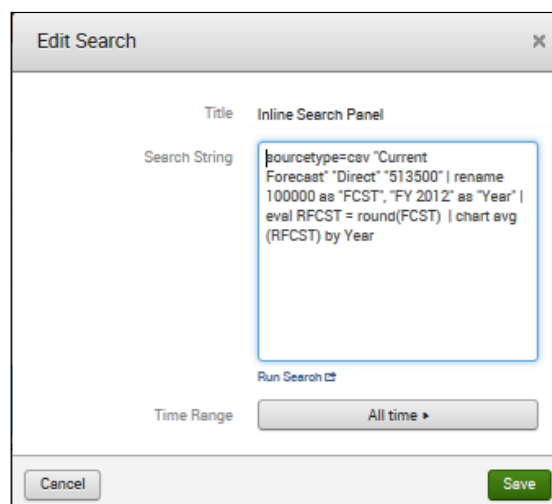 Edit Search
Title Inline Search Panel
Search String sourcetype=csv "Current
Forecast" "Direct" "513500" | rename
100000 as "FCST", "FY 2012" as "Year" |
eval RFCST = round(FCST) | chart avg
(RFCST) by Year
Run Search
Time Range All time
Cancel Save